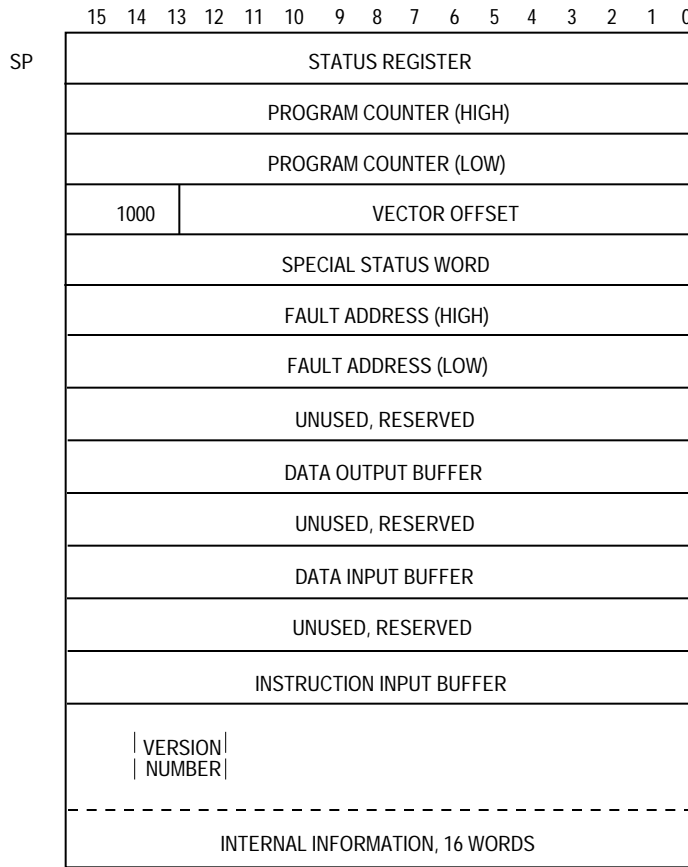 15 14 13 12 11 10 9 8 7 6 5 4 3 2 1 0
SP STATUS REGISTER
PROGRAM COUNTER (HIGH)
PROGRAM COUNTER (LOW)
1000 VECTOR OFFSET
SPECIAL STATUS WORD
FAULT ADDRESS (HIGH)
FAULT ADDRESS (LOW)
UNUSED, RESERVED
DATA OUTPUT BUFFER
UNUSED, RESERVED
DATA INPUT BUFFER
UNUSED, RESERVED
INSTRUCTION INPUT BUFFER
VERSION
NUMBER
INTERNAL INFORMATION, 16 WORDS